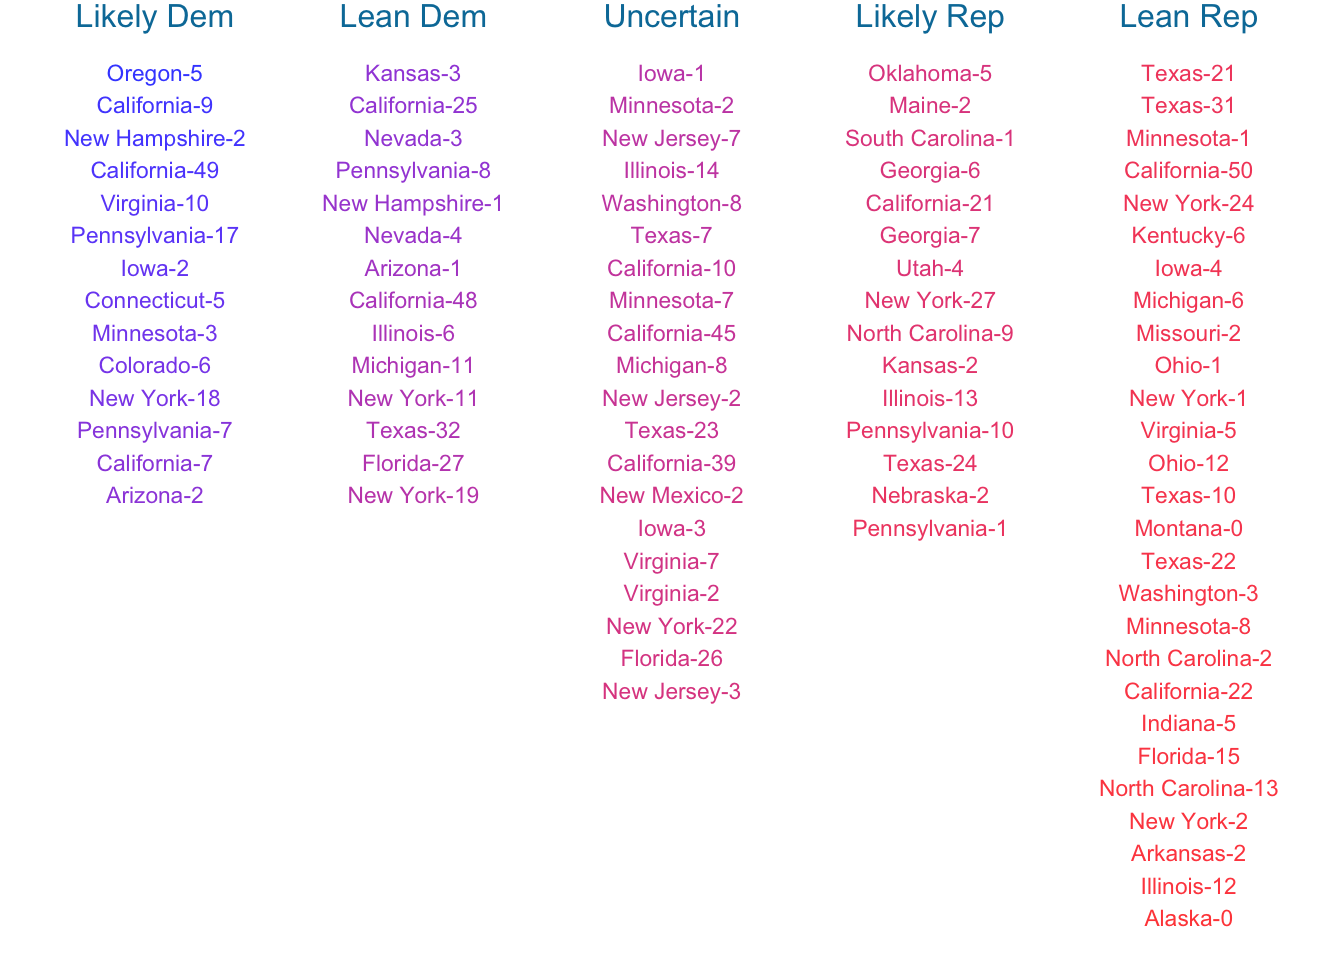 Likely Dem
Oregon-5
California-9
New Hampshire-2
California-49
Virginia-10
Pennsylvania-17
Iowa-2
Connecticut-5
Minnesota-3
Colorado-6
New York-18
Pennsylvania-7
California-7
Arizona-2
Lean Dem
Kansas-3
California-25
Nevada-3
Pennsylvania-8
New Hampshire-1
Nevada-4
Arizona-1
California-48
Illinois-6
Michigan-11
New York-11
Texas-32
Florida-27
New York-19
Uncertain
Iowa-1
Minnesota-2
New Jersey-7
Illinois-14
Washington-8
Texas-7
California-10
Minnesota-7
California-45
Michigan-8
New Jersey-2
Texas-23
California-39
New Mexico-2
Iowa-3
Virginia-7
Virginia-2
New York-22
Florida-26
New Jersey-3
Likely Rep
Oklahoma-5
Maine-2
South Carolina-1
Georgia-6
California-21
Georgia-7
Utah-4
New York-27
North Carolina-9
Kansas-2
Illinois-13
Pennsylvania-10
Texas-24
Nebraska-2
Pennsylvania-1
Lean Rep
Texas-21
Texas-31
Minnesota-1
California-50
New York-24
Kentucky-6
Iowa-4
Michigan-6
Missouri-2
Ohio-1
New York-1
Virginia-5
Ohio-12
Texas-10
Montana-0
Texas-22
Washington-3
Minnesota-8
North Carolina-2
California-22
Indiana-5
Florida-15
North Carolina-13
New York-2
Arkansas-2
Illinois-12
Alaska-0